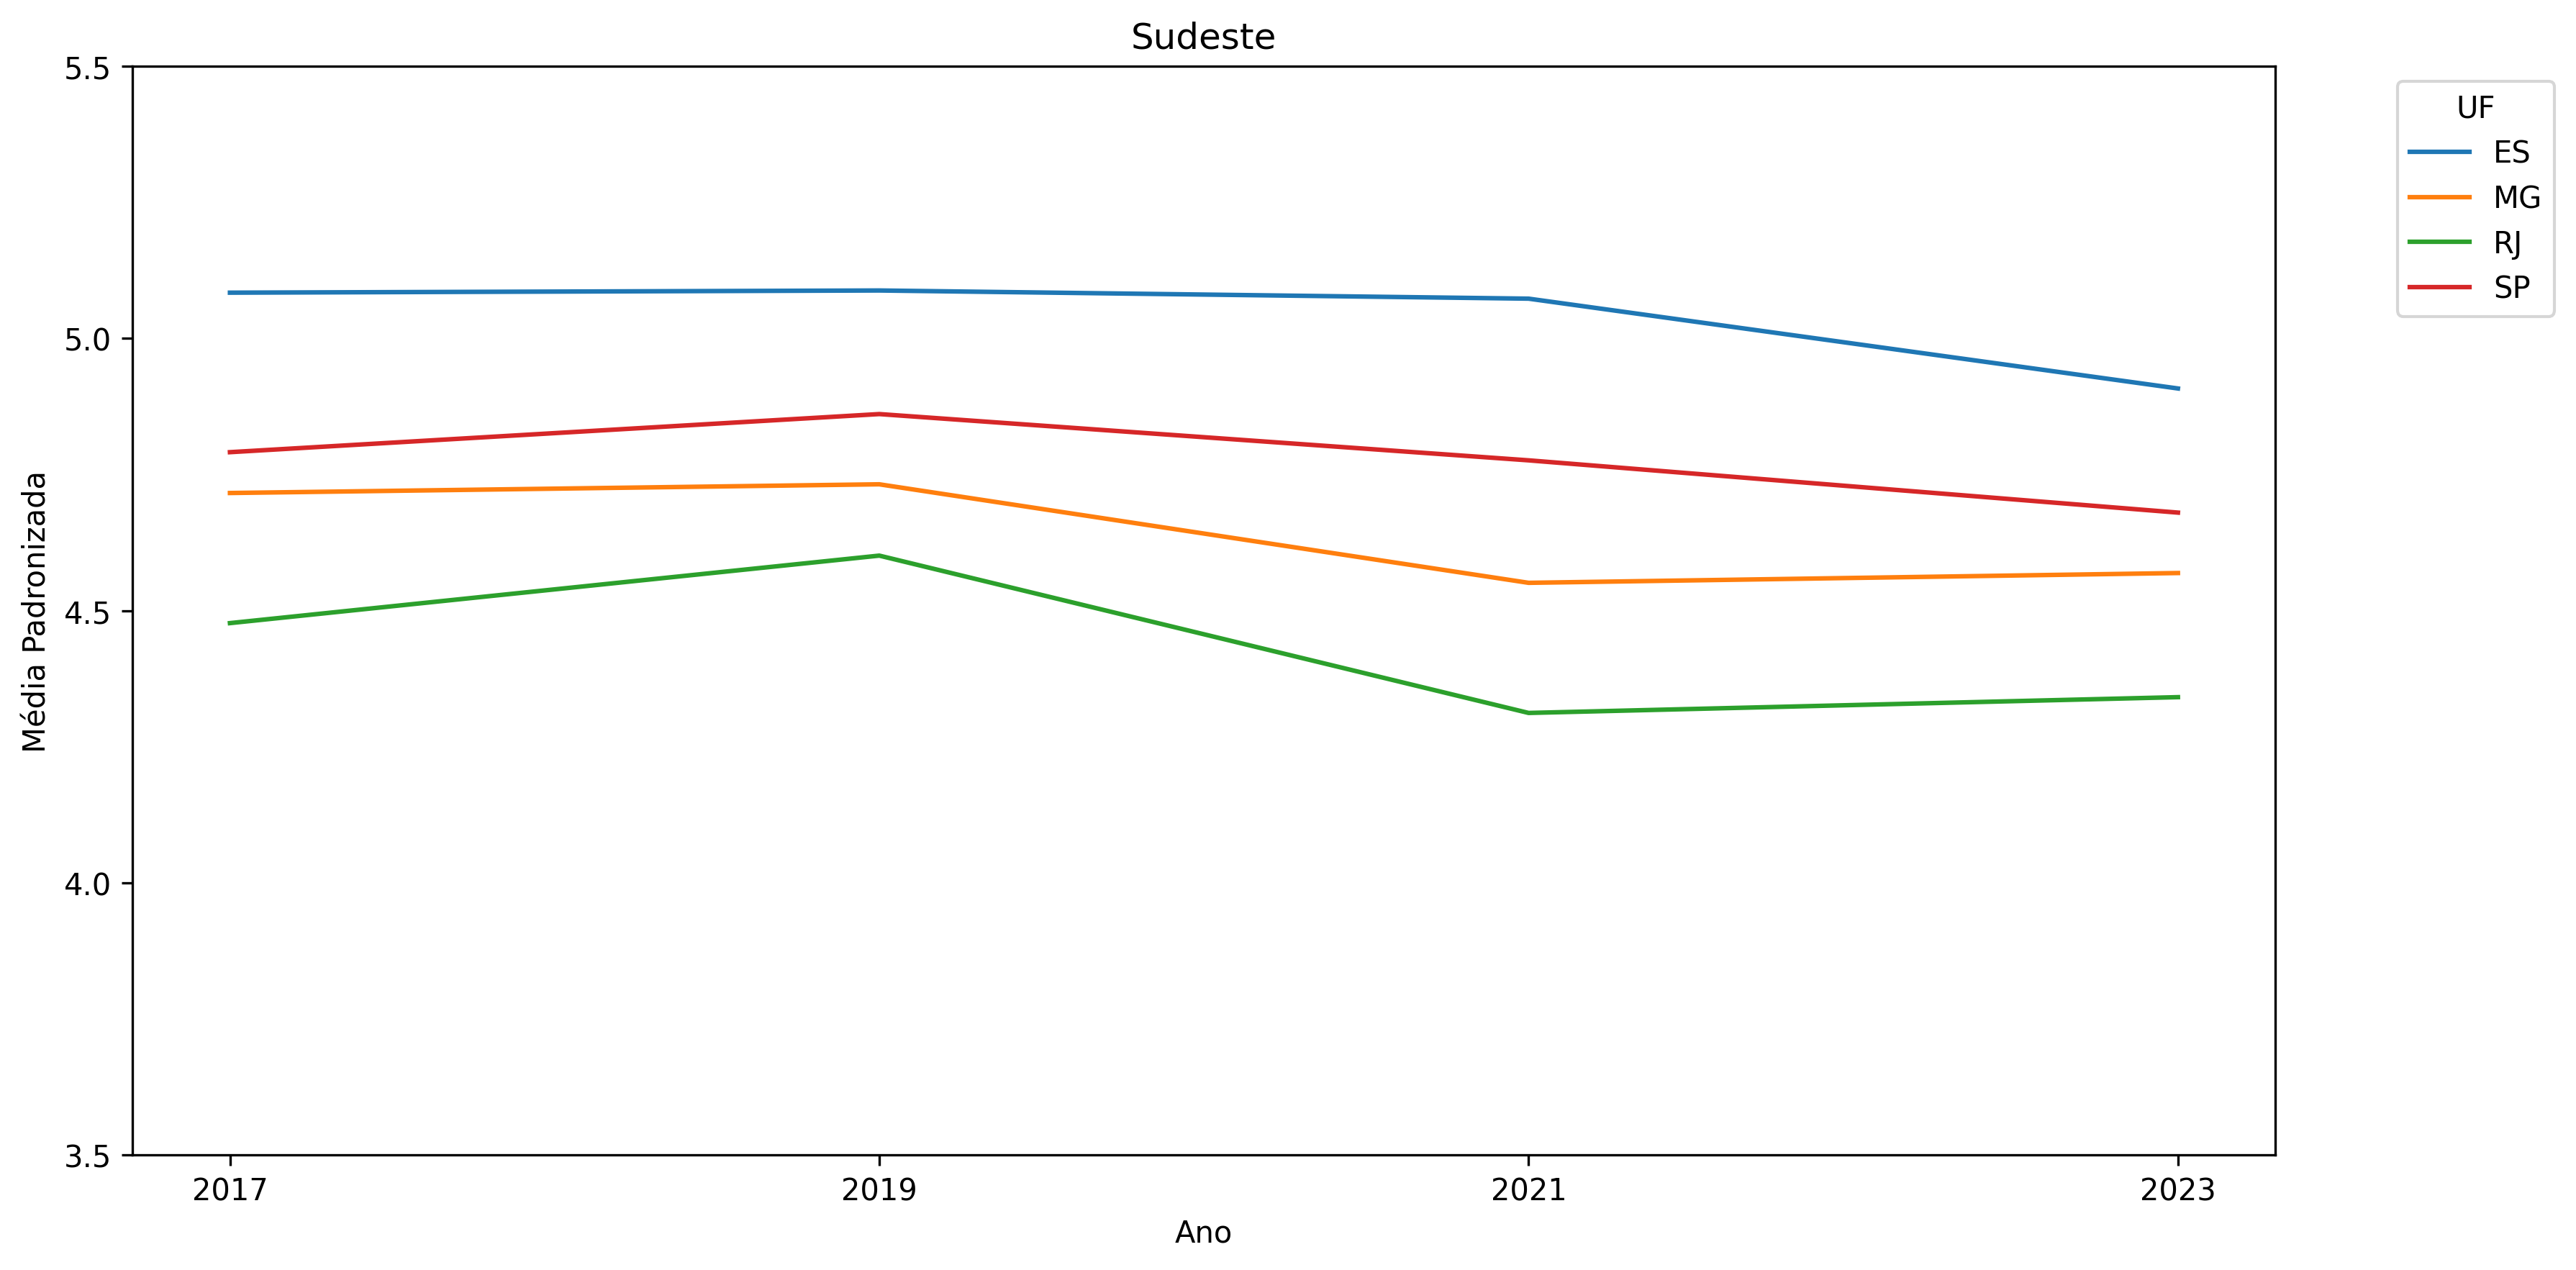 Sudeste
5.5
5.0
4.5
4.0
3.5
Média Padronizada
2017
2019
2021
2023
Ano
UF
ES
MG
RJ
SP